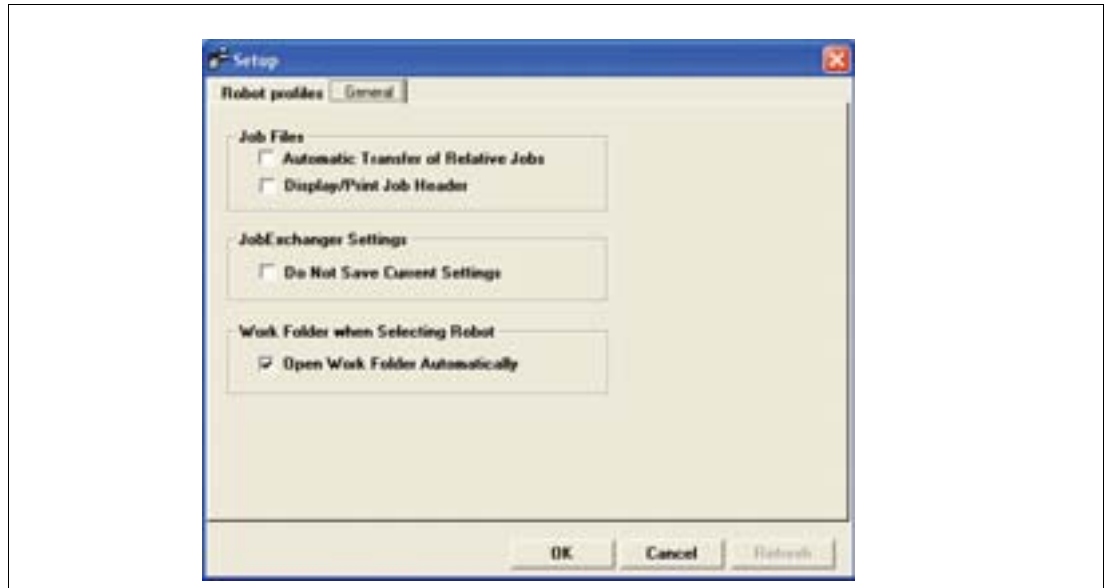 Setup
Robot profiles General
Job Files
Automatic Transfer of Relative Jobs
Display/Print Job Header
JobExchanger Settings
Do Not Save Current Settings
Work Folder when Selecting Robot
Open Work Folder Automatically
OK Cancel Refresh